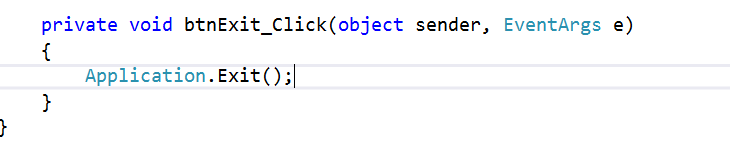 private void btnExit_Click(object sender, EventArgs e)
{
Application.Exit();
}
}